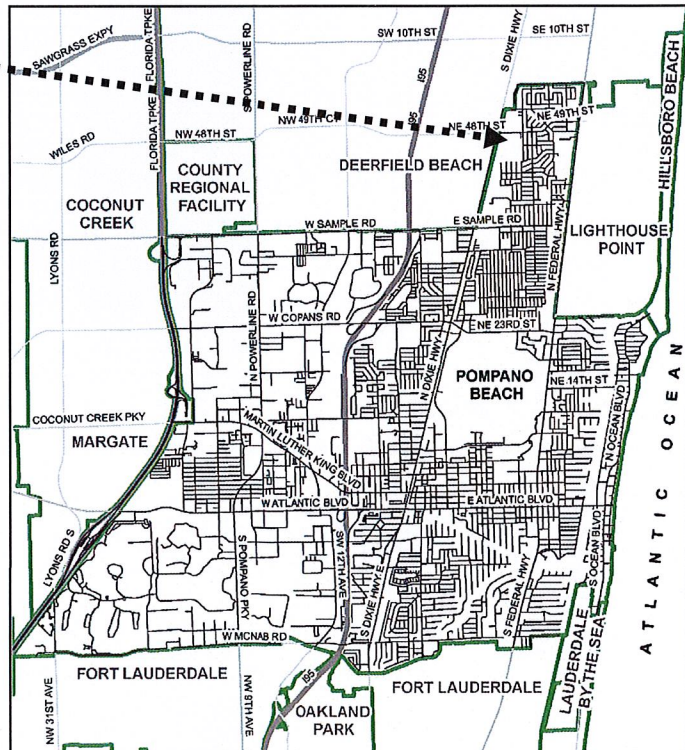 SAWGRASS EXPY
FLORIDA TPKE
FLORIDA TPKE
S POWERLINE RD
SW 10TH ST
I95
S DIXIE HWY
SE 10TH ST
HILLSBORO BEACH
WILES RD
NW 48TH ST
NW 49TH CT
I95
NE 48TH ST
NE 49TH ST
COUNTY
REGIONAL
FACILITY
DEERFIELD BEACH
COCONUT
CREEK
LYONS RD
W SAMPLE RD
E SAMPLE RD
N FEDERAL HWY
LIGHTHOUSE
POINT
N POWERLINE RD
W COPANS RD
NE 23RD ST
N DIXIE HWY
POMPANO
BEACH
NE 14TH ST
N OCEAN BLVD
ATLANTIC OCEAN
COCONUT CREEK PKY
MARGATE
MARTIN LUTHER KING BLVD
W ATLANTIC BLVD
E ATLANTIC BLVD
LYONS RD S
S POMPANO PKY
SW 12TH AVE
S DIXIE HWY E
S FEDERAL HWY
S OCEAN BLVD
W MCNAB RD
LAUDERDALE
BY THE SEA
FORT LAUDERDALE
FORT LAUDERDALE
NW 31ST AVE
NW 9TH AVE
I95
OAKLAND
PARK